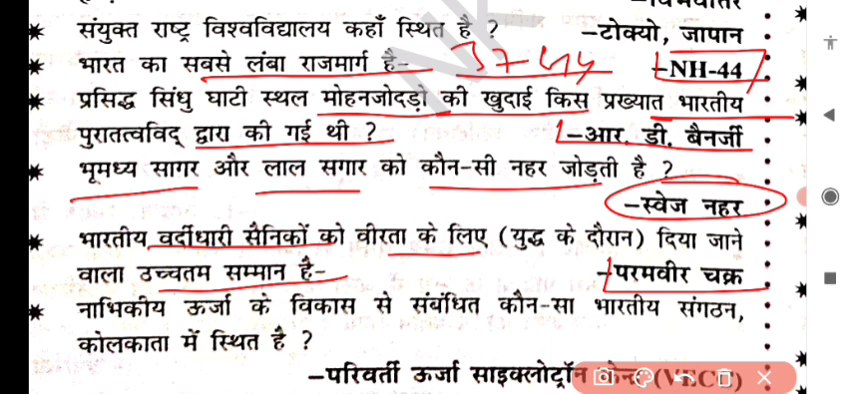 संयुक्त राष्ट्र विश्वविद्यालय कहाँ स्थित है ? –टोक्यो, जापान
भारत का सबसे लंबा राजमार्ग है– 3744 –NH-44
प्रसिद्ध सिंधु घाटी स्थल मोहनजोदड़ो की खुदाई किस प्रख्यात भारतीय
पुरातत्वविद् द्वारा की गई थी ? –आर. डी. बैनर्जी
भूमध्य सागर और लाल सगार को कौन-सी नहर जोड़ती है ?
–स्वेज नहर
भारतीय वर्दीधारी सैनिकों को वीरता के लिए (युद्ध के दौरान) दिया जाने
वाला उच्चतम सम्मान है– –परमवीर चक्र
नाभिकीय ऊर्जा के विकास से संबंधित कौन-सा भारतीय संगठन,
कोलकाता में स्थित है ?
–परिवर्ती ऊर्जा साइक्लोट्रॉन केन्द्र (VECC)